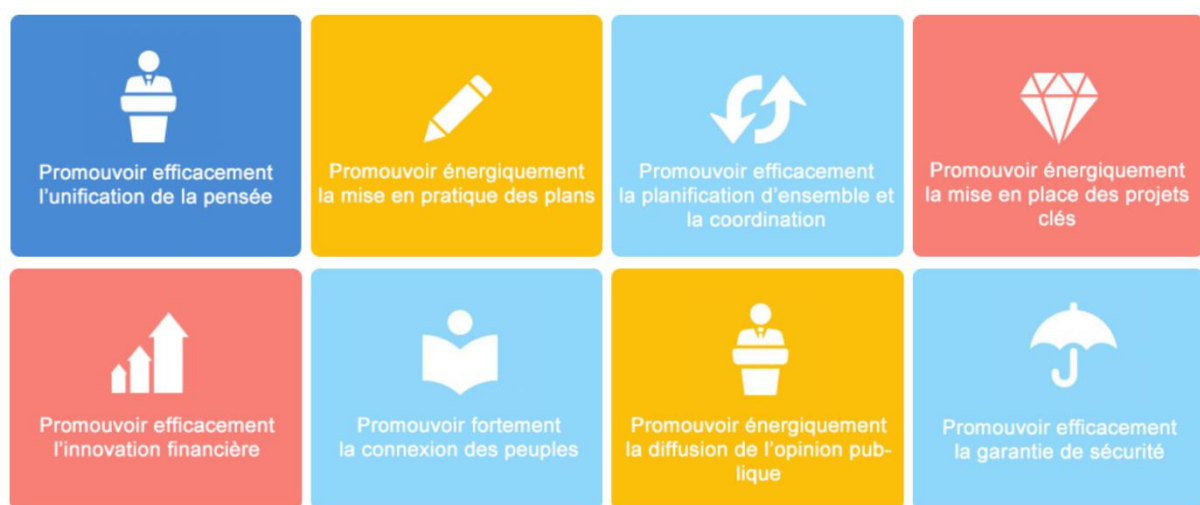 Promouvoir efficacement
l'unification de la pensée
Promouvoir énergiquement
la mise en pratique des plans
Promouvoir efficacement
la planification d'ensemble et
la coordination
Promouvoir énergiquement
la mise en place des projets
clés
Promouvoir efficacement
l'innovation financière
Promouvoir fortement
la connexion des peuples
Promouvoir énergiquement
la diffusion de l'opinion pub-
lique
Promouvoir efficacement
la garantie de sécurité